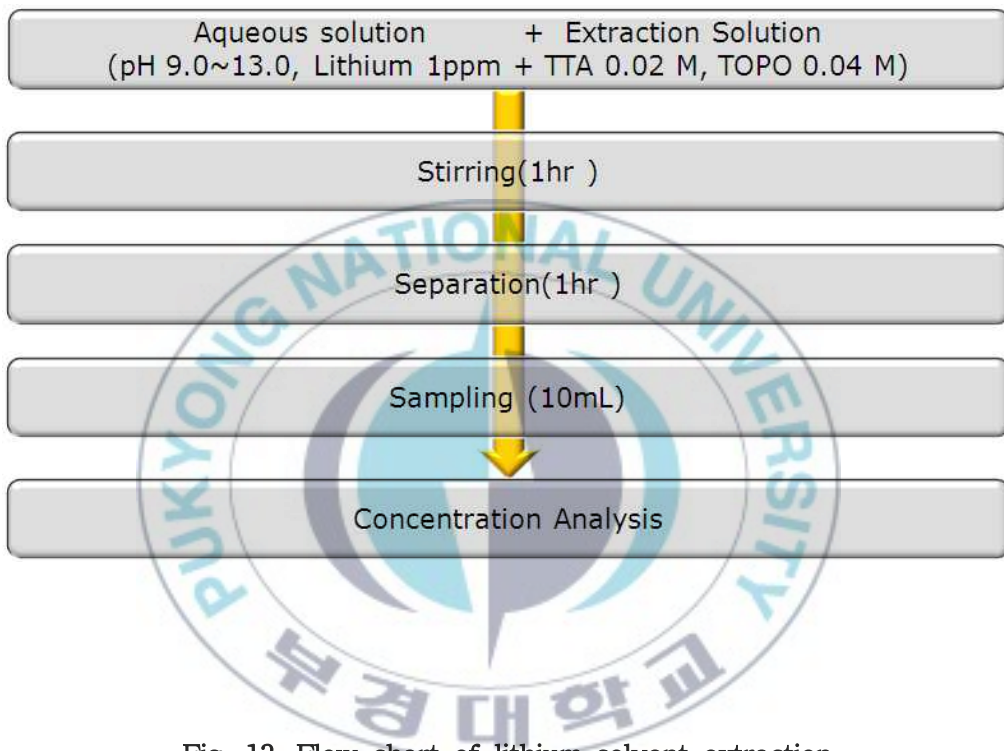 Aqueous solution + Extraction Solution
(pH 9.0~13.0, Lithium 1ppm + TTA 0.02 M, TOPO 0.04 M)
Stirring(1hr )
Separation(1hr )
Sampling (10mL)
Concentration Analysis
PUKYONG NATIONAL UNIVERSITY
부경대학교
Fig. 12. Flow chart of lithium solvent extraction